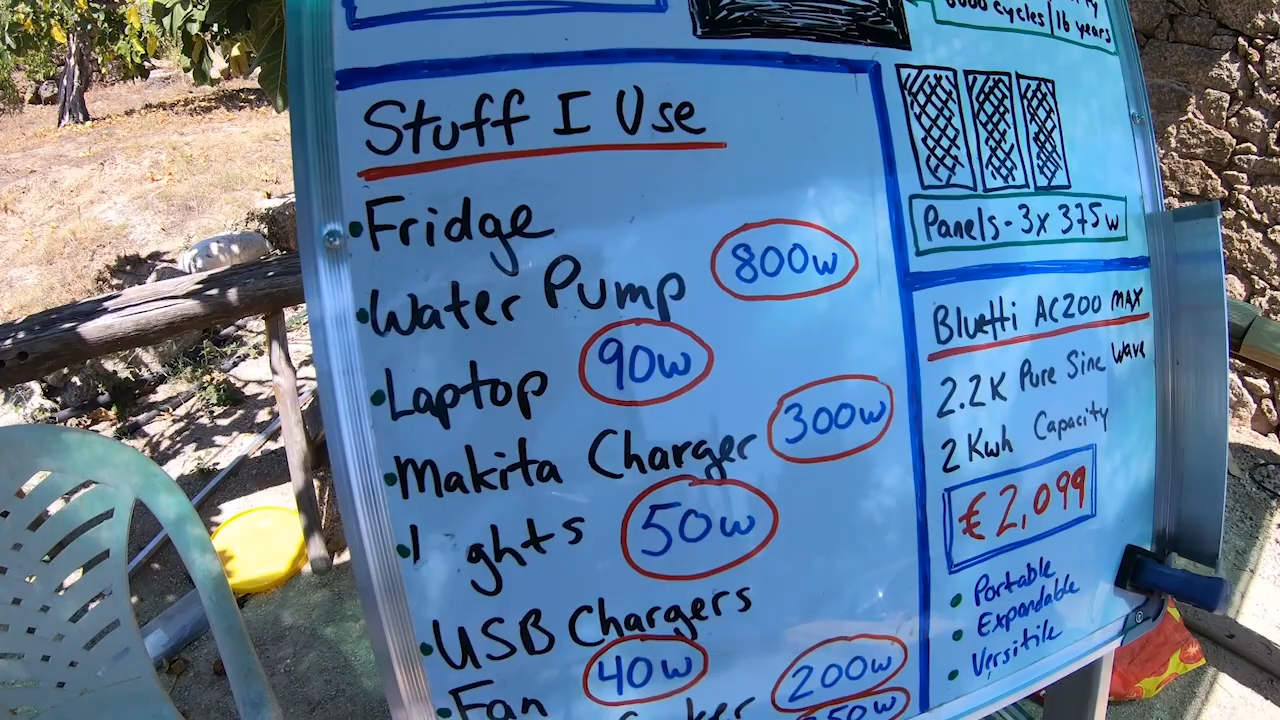 Stuff I Use
•Fridge
•Water Pump 800w
•Laptop 90w
•Makita Charger 300w
•L ghts 50w
•USB Chargers
•Fan 40w
200w
6000 cycles/16 years
Panels - 3x 375w
Bluetti AC200 MAX
2.2K Pure Sine Wave
2 Kwh Capacity
€2,099
• Portable
• Expandable
• Versitile